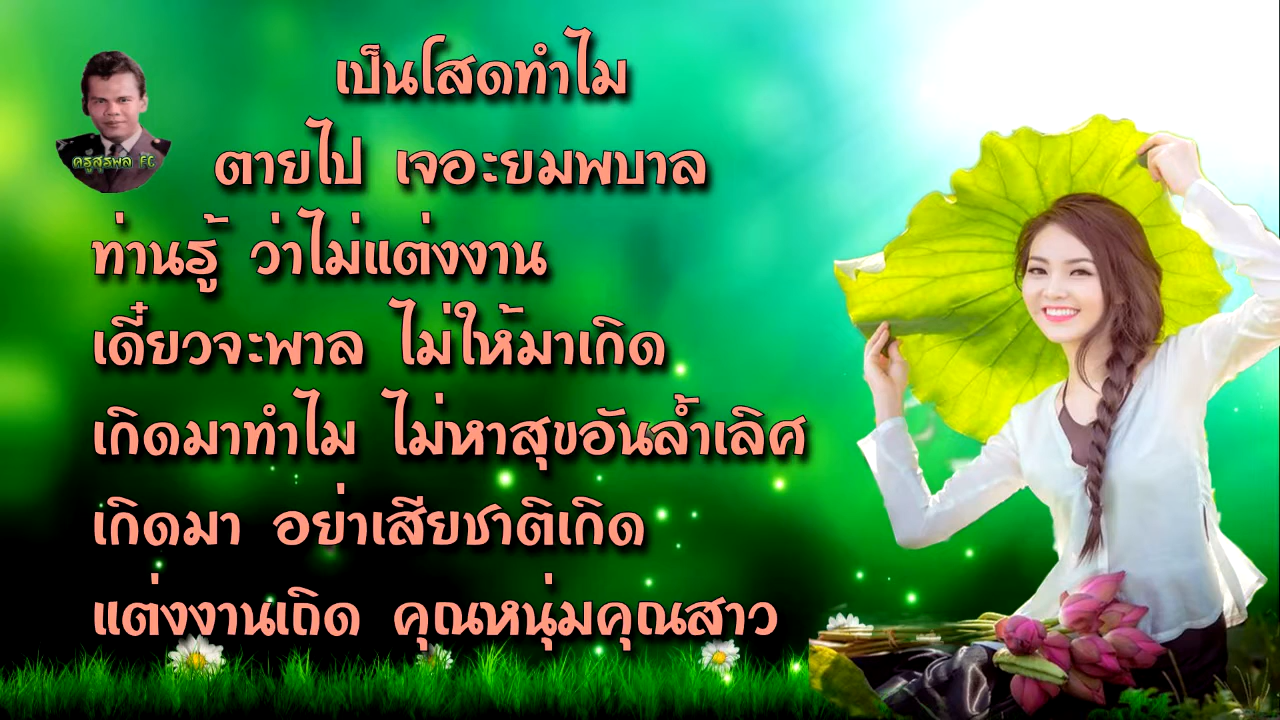 เป็นโสดทำไม
ครูสุรพล FC
ตายไป เจอะยมพบาล
ท่านรู้ ว่าไม่แต่งงาน
เดี๋ยวจะพาล ไม่ให้มาเกิด
เกิดมาทำไม ไม่หาสุขอันล้ำเลิศ
เกิดมา อย่าเสียชาติเกิด
แต่งงานเถิด คุณหนุ่มคุณสาว